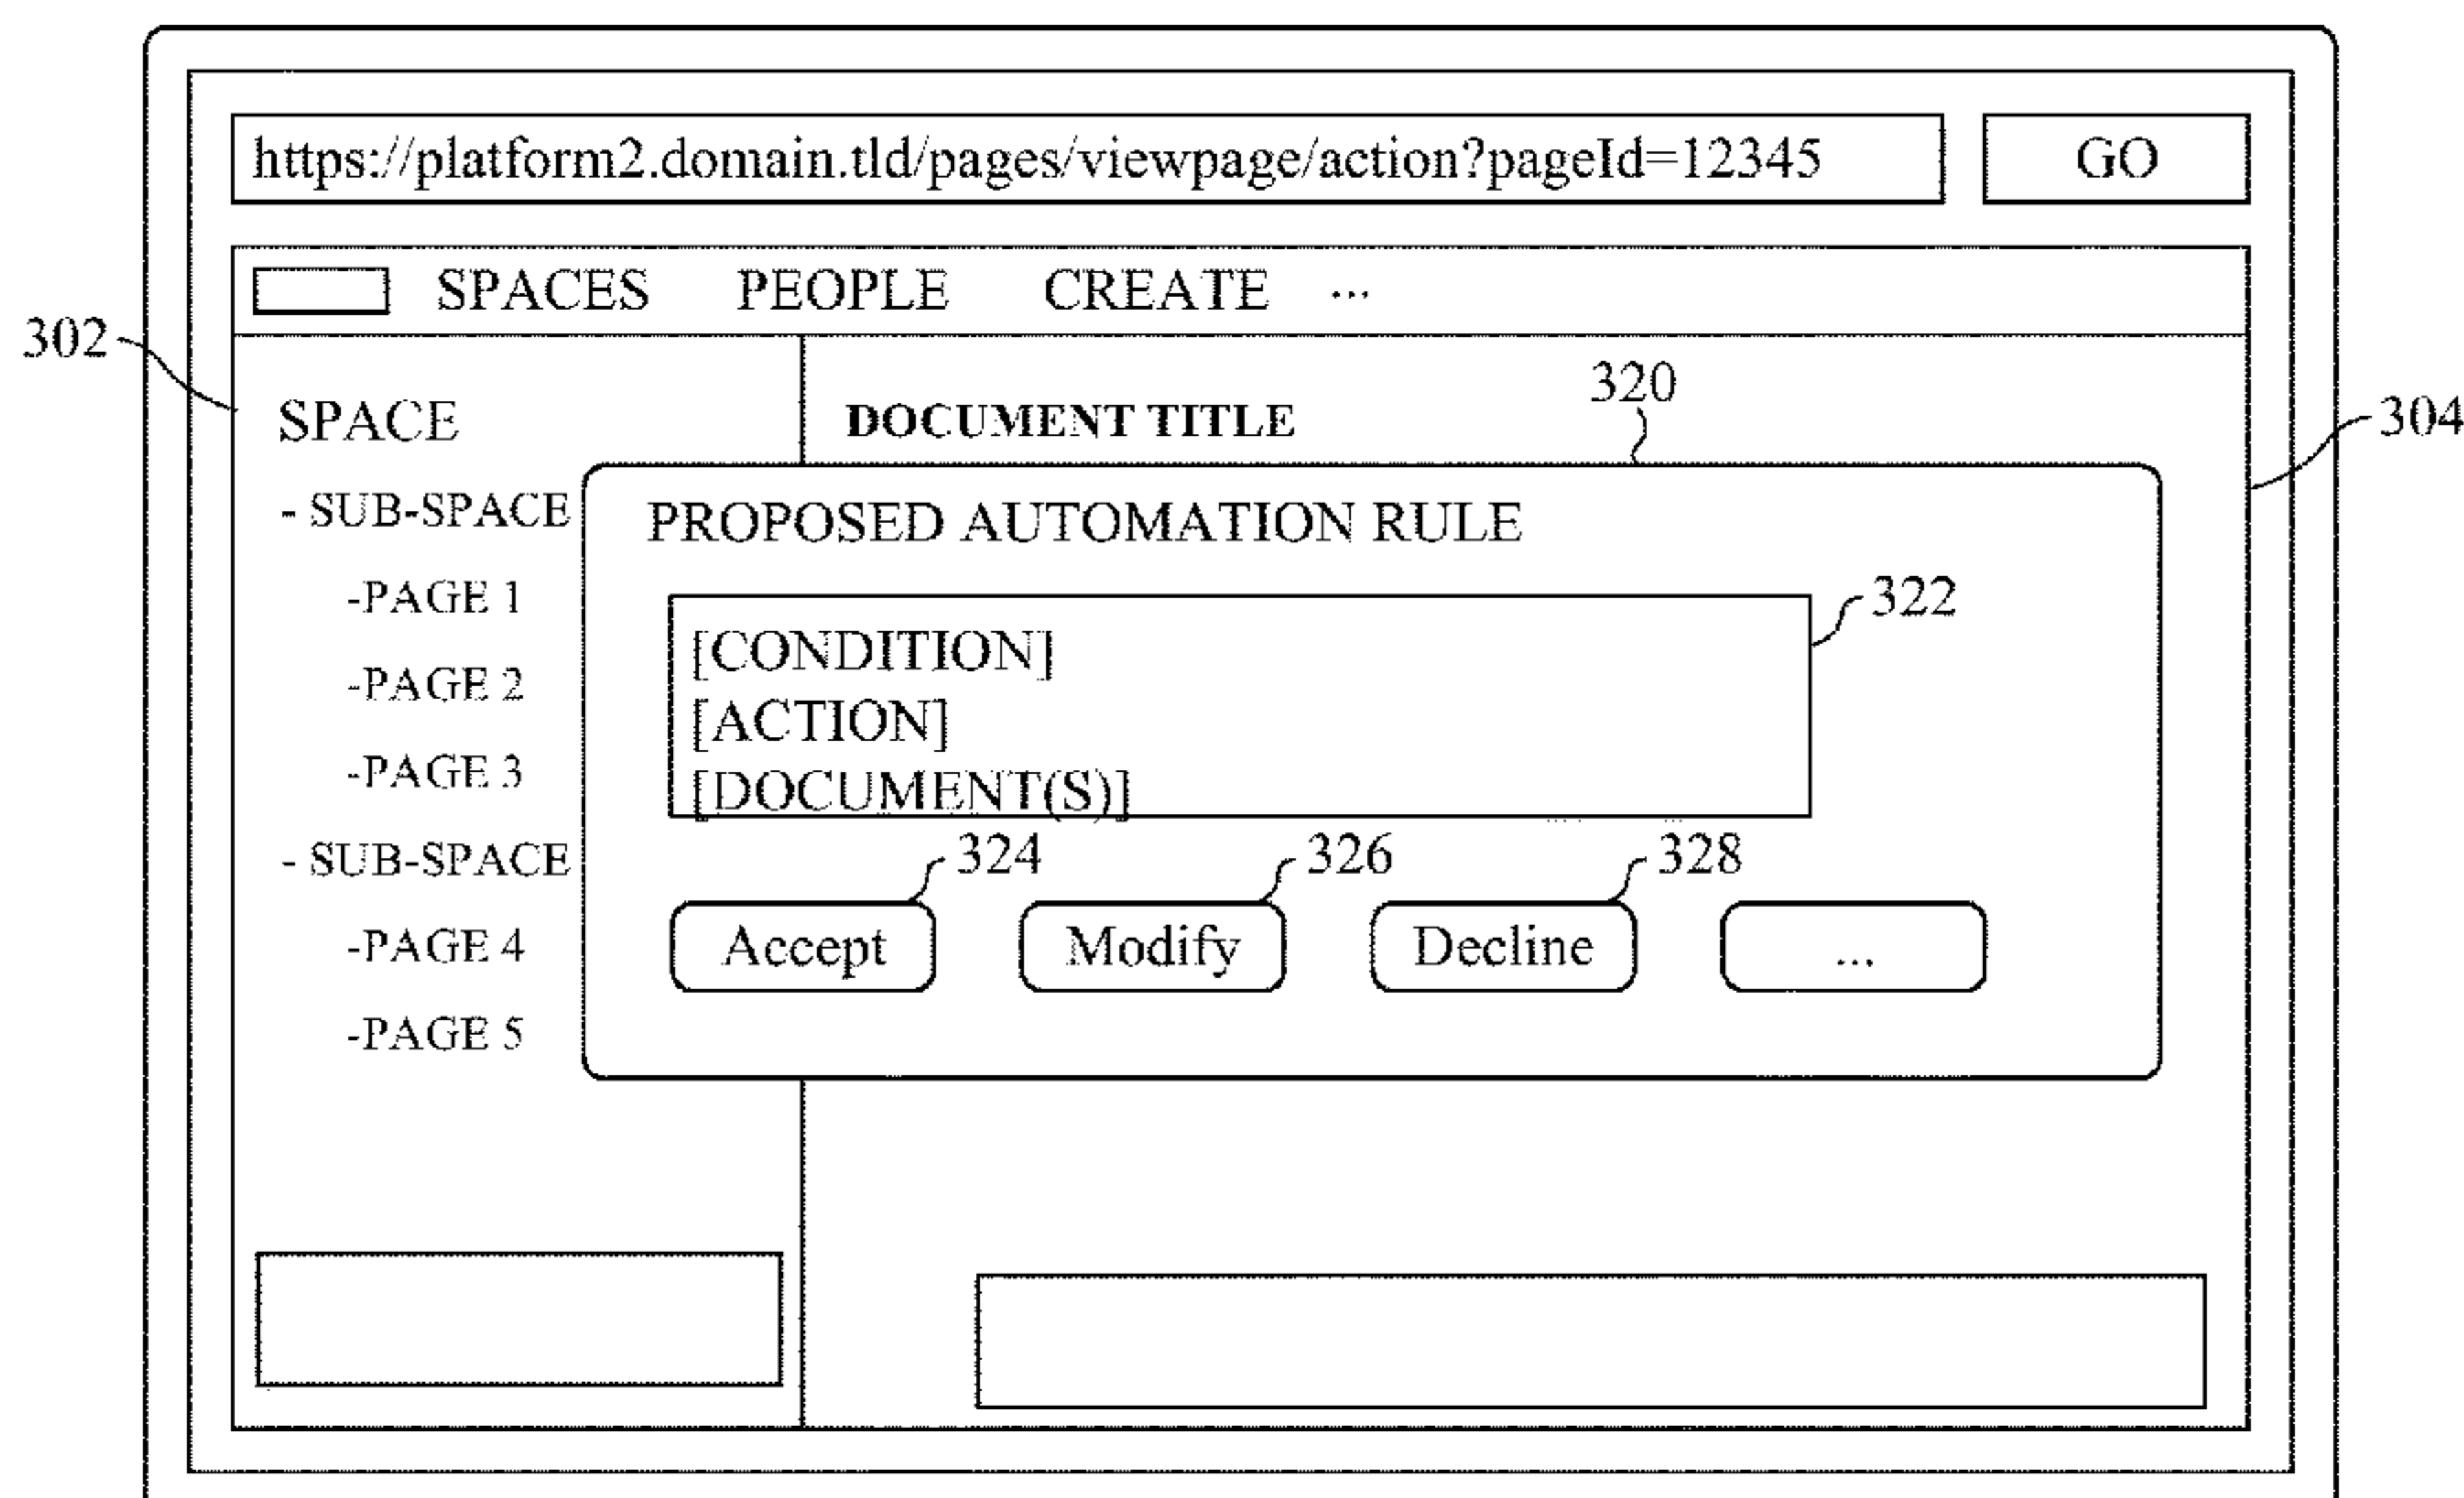 https://platform2.domain.tld/pages/viewpage/action?pageId=12345 GO
SPACES PEOPLE CREATE ...
302
SPACE
DOCUMENT TITLE
320
304
- SUB-SPACE
-PAGE 1
-PAGE 2
-PAGE 3
- SUB-SPACE
-PAGE 4
-PAGE 5
PROPOSED AUTOMATION RULE
322
[CONDITION]
[ACTION]
[DOCUMENT(S)]
324 326 328
Accept Modify Decline ...